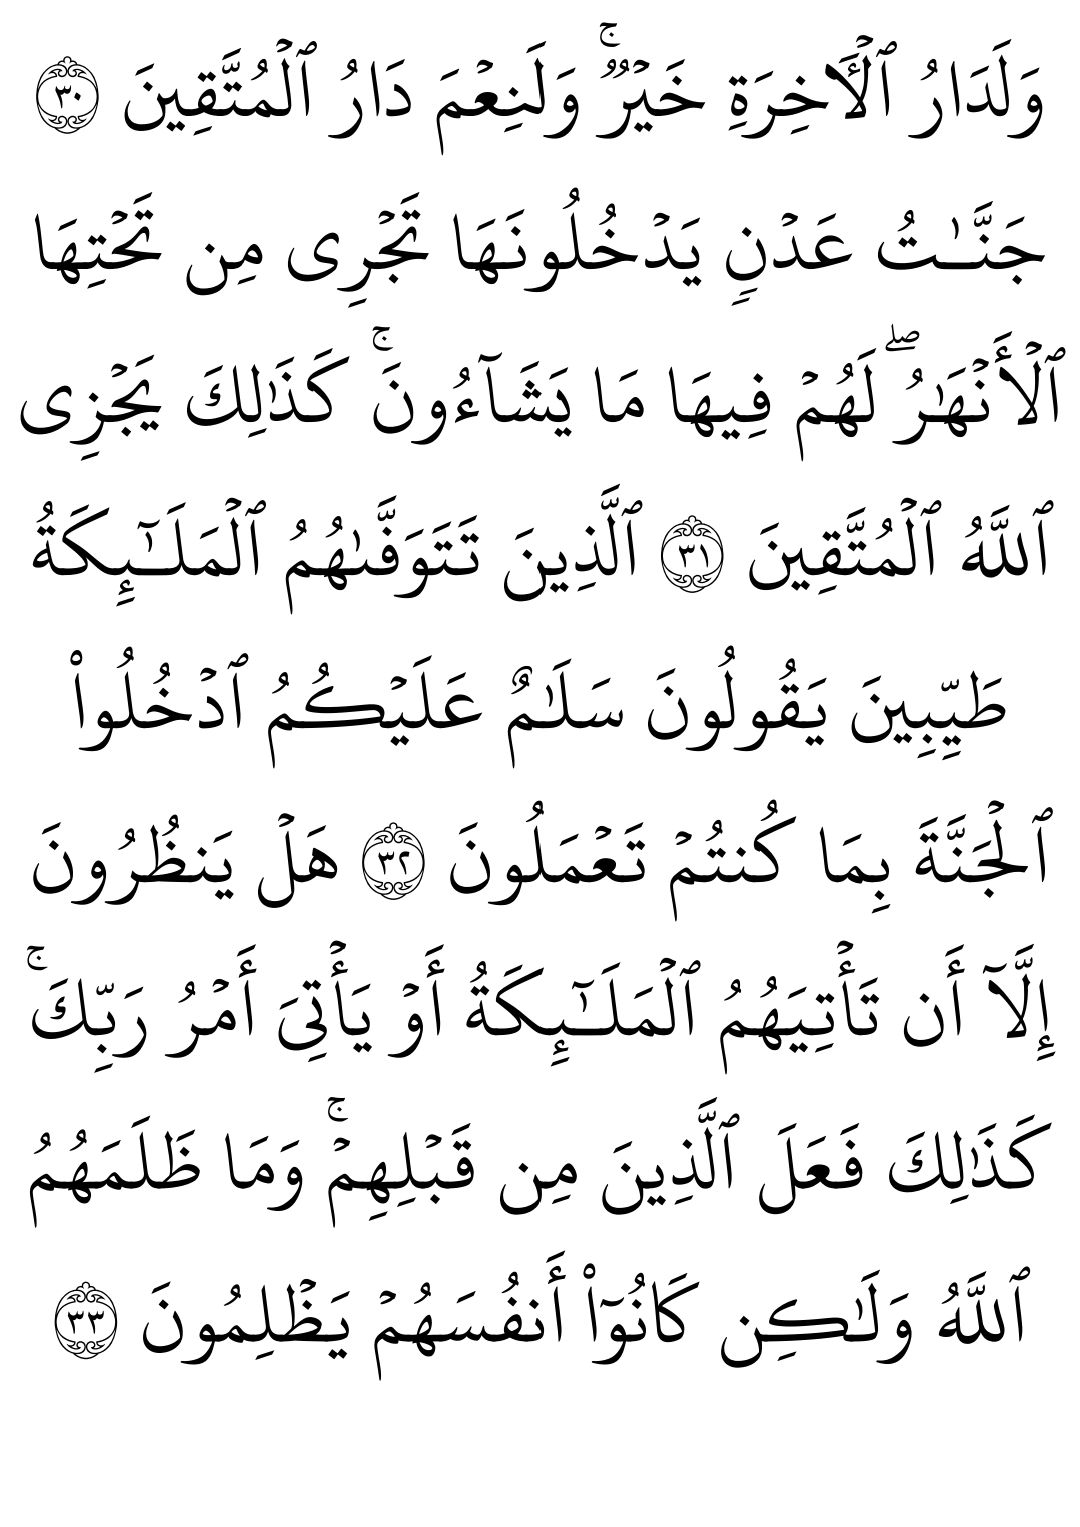 وَلَدَارُ ٱلْأَخِرَةِ خَيْرٌ ۚ وَلَنِعْمَ دَارُ ٱلْمُتَّقِينَ ٣٠
جَنَّـٰتُ عَدْنٍ يَدْخُلُونَهَا تَجْرِى مِن تَحْتِهَا
ٱلْأَنْهَـٰرُ ۖ لَهُمْ فِيهَا مَا يَشَآءُونَ ۚ كَذَٰلِكَ يَجْزِى
ٱللَّهُ ٱلْمُتَّقِينَ ٣١ ٱلَّذِينَ تَتَوَفَّىٰهُمُ ٱلْمَلَـٰٓئِكَةُ
طَيِّبِينَ يَقُولُونَ سَلَـٰمٌ عَلَيْكُمُ ٱدْخُلُوا۟
ٱلْجَنَّةَ بِمَا كُنتُمْ تَعْمَلُونَ ٣٢ هَلْ يَنظُرُونَ
إِلَّآ أَن تَأْتِيَهُمُ ٱلْمَلَـٰٓئِكَةُ أَوْ يَأْتِىَ أَمْرُ رَبِّكَ ۚ
كَذَٰلِكَ فَعَلَ ٱلَّذِينَ مِن قَبْلِهِمْ ۚ وَمَا ظَلَمَهُمُ
ٱللَّهُ وَلَـٰكِن كَانُوٓا۟ أَنفُسَهُمْ يَظْلِمُونَ ٣٣